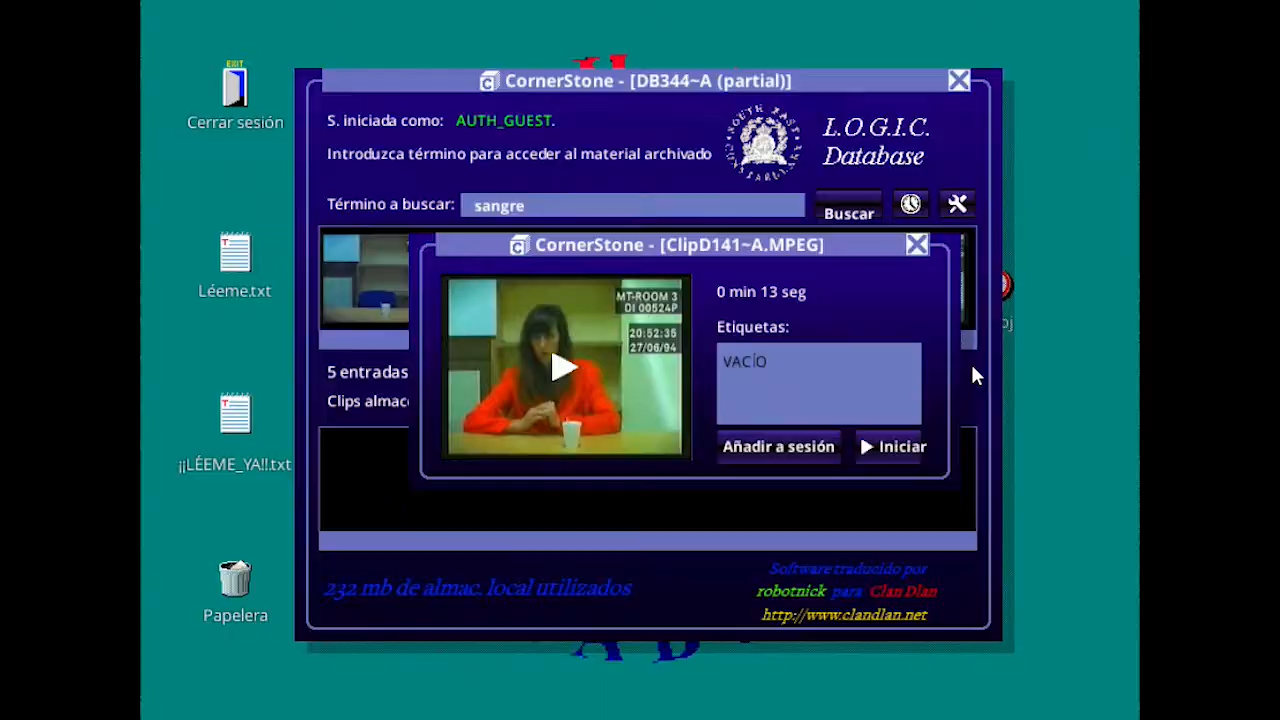 EXIT
Cerrar sesión
Léeme.txt
¡¡LÉEME_YA!!.txt
Papelera
CornerStone - [DB344~A (partial)]
S. iniciada como: AUTH_GUEST.
Introduzca término para acceder al material archivado
SOUTH EAST
CONSTABULARY
L.O.G.I.C.
Database
Término a buscar: sangre
Buscar
CornerStone - [ClipD141~A.MPEG]
MT-ROOM 3
DI 00524P
20:52:35
27/06/94
0 min 13 seg
Etiquetas:
VACÍO
Añadir a sesión
Iniciar
5 entradas
Clips almac
232 mb de almac. local utilizados
Software traducido por
robotnick para Clan Dlan
http://www.clandlan.net